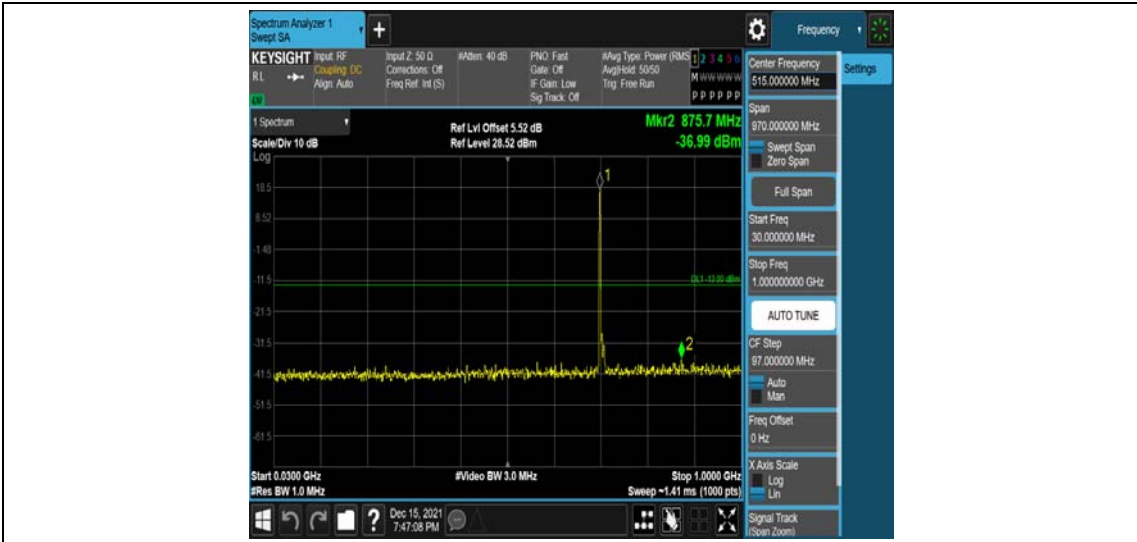 Spectrum Analyzer 1
Swept SA
+
Frequency
KEYSIGHT
RL
Input: RF
Coupling: DC
Align: Auto
Input Z: 50 Ω
Corrections: Off
Freq Ref: Int (S)
#Atten: 40 dB
PNO: Fast
Gate: Off
IF Gain: Low
Sig Track: Off
#Avg Type: Power (RMS
Avg|Hold: 50/50
Trig: Free Run
1 2 3 4 5 6
M W W W W W
P P P P P P
1 Spectrum
Scale/Div 10 dB
Log
Ref Lvl Offset 5.52 dB
Ref Level 28.52 dBm
Mkr2 875.7 MHz
-36.99 dBm
1
18.5
8.52
-1.48
-11.5
DL1 -13.00 dBm
-21.5
-31.5
2
-41.5
-51.5
-61.5
Start 0.0300 GHz
#Res BW 1.0 MHz
#Video BW 3.0 MHz
Stop 1.0000 GHz
Sweep ~1.41 ms (1000 pts)
?
Dec 15, 2021
7:47:08 PM
Center Frequency
515.000000 MHz
Settings
Span
970.000000 MHz
Swept Span
Zero Span
Full Span
Start Freq
30.000000 MHz
Stop Freq
1.000000000 GHz
AUTO TUNE
CF Step
97.000000 MHz
Auto
Man
Freq Offset
0 Hz
X Axis Scale
Log
Lin
Signal Track
(Span Zoom)